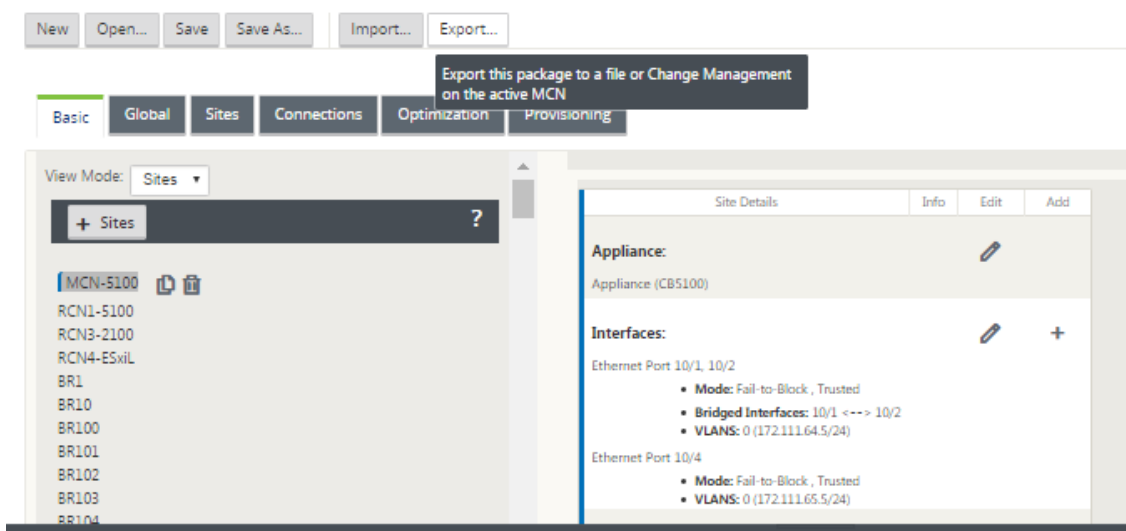 New Open... Save Save As... Import... Export...
Export this package to a file or Change Management
on the active MCN
Basic Global Sites Connections Optimization Provisioning
View Mode: Sites
+ Sites ?
MCN-5100
RCN1-5100
RCN3-2100
RCN4-ESxiL
BR1
BR10
BR100
BR101
BR102
BR103
BR104
Site Details Info Edit Add
Appliance:
Appliance (CB5100)
Interfaces:
Ethernet Port 10/1, 10/2
• Mode: Fail-to-Block , Trusted
• Bridged Interfaces: 10/1 <--> 10/2
• VLANS: 0 (172.111.64.5/24)
Ethernet Port 10/4
• Mode: Fail-to-Block , Trusted
• VLANS: 0 (172.111.65.5/24)